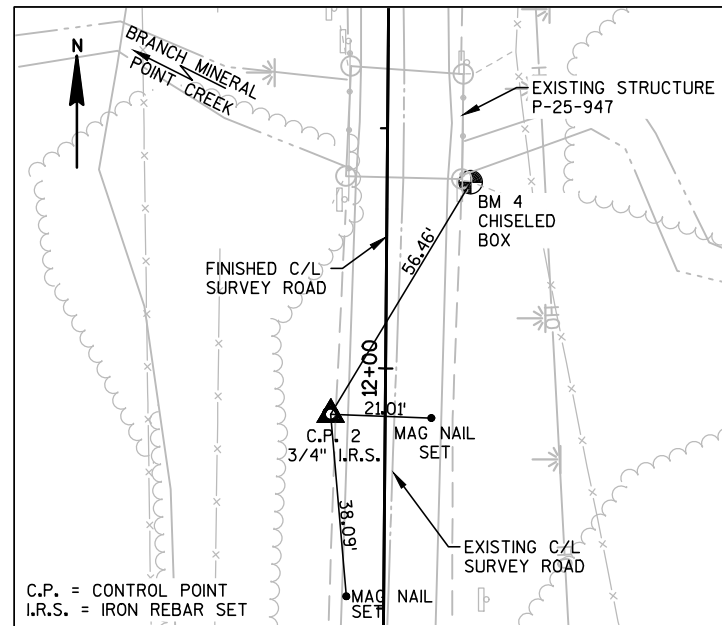 N
BRANCH MINERAL
POINT CREEK
EXISTING STRUCTURE
P-25-947
BM 4
CHISELED
BOX
56.46'
FINISHED C/L
SURVEY ROAD
12+00
21.01'
C.P. 2
3/4" I.R.S.
MAG NAIL
SET
38.09'
EXISTING C/L
SURVEY ROAD
MAG NAIL
SET
C.P. = CONTROL POINT
I.R.S. = IRON REBAR SET